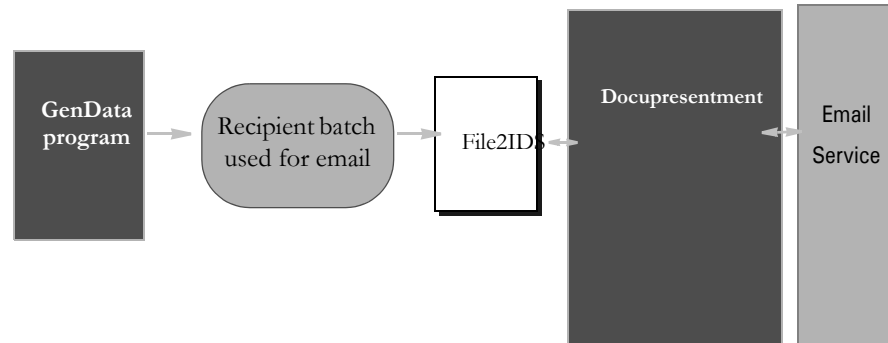 GenData
program
Recipient batch
used for email
File2IDS
Docupresentment
Email
Service